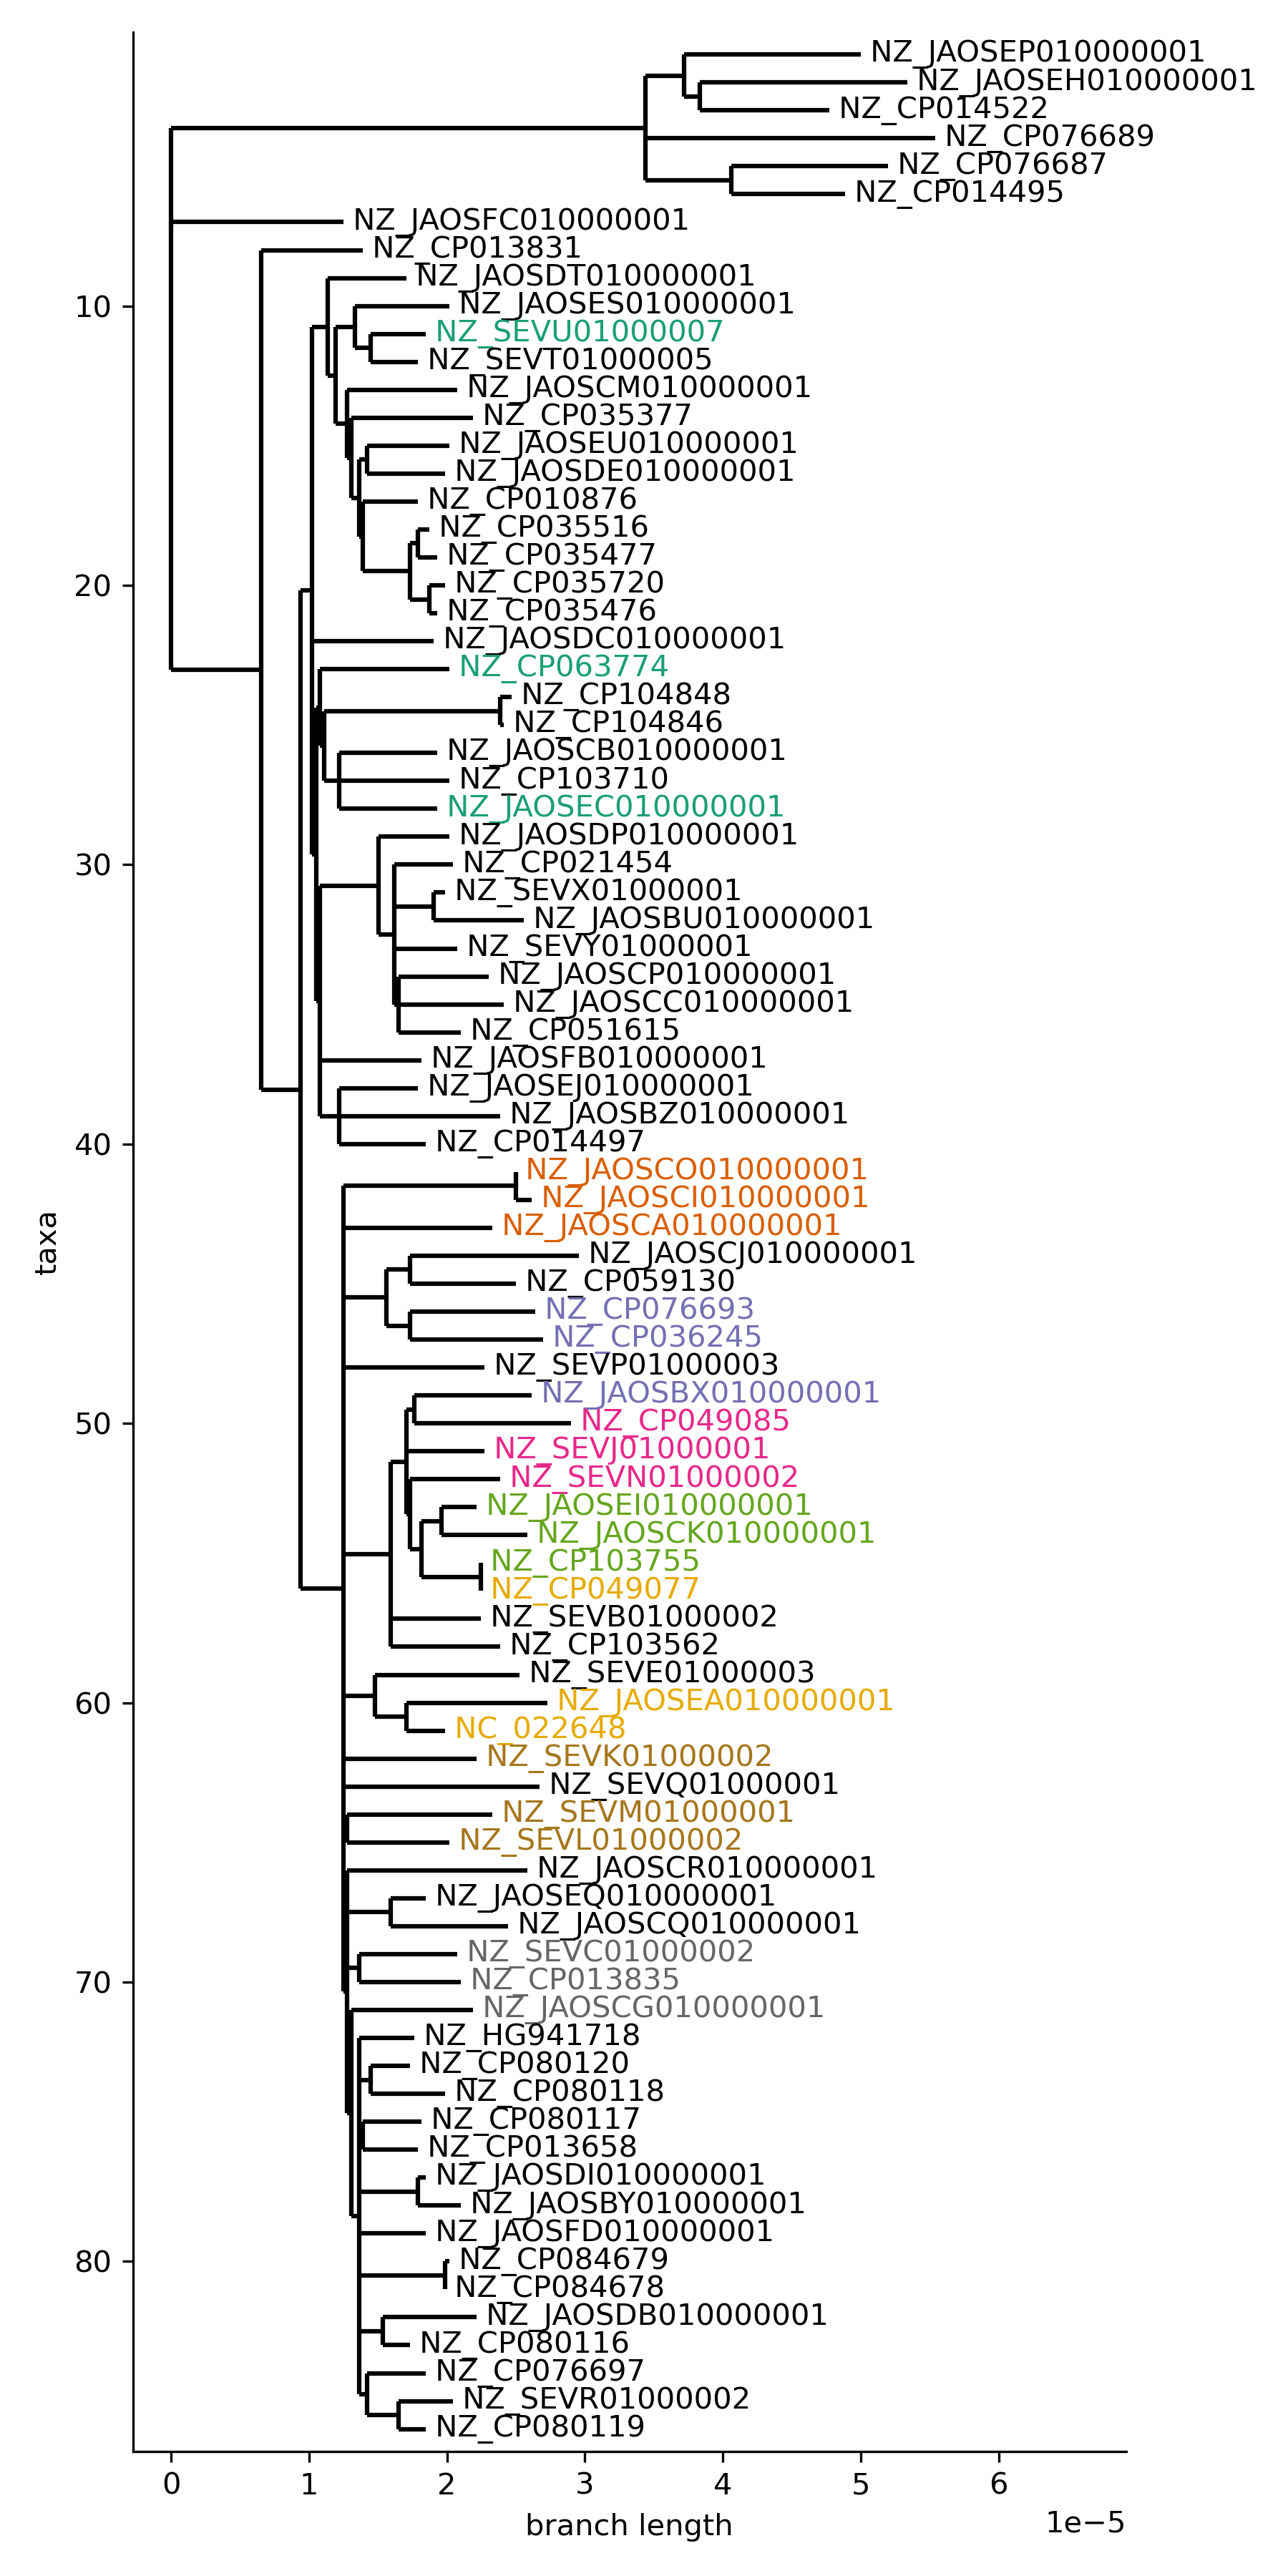 NZ_JAOSEP010000001
NZ_JAOSEH010000001
NZ_CP014522
NZ_CP076689
NZ_CP076687
NZ_CP014495
NZ_JAOSFC010000001
NZ_CP013831
NZ_JAOSDT010000001
10
NZ_JAOSES010000001
NZ_SEVU01000007
NZ_SEVT01000005
NZ_JAOSCM010000001
NZ_CP035377
NZ_JAOSEU010000001
NZ_JAOSDE010000001
NZ_CP010876
NZ_CP035516
NZ_CP035477
20
NZ_CP035720
NZ_CP035476
NZ_JAOSDC010000001
NZ_CP063774
NZ_CP104848
NZ_CP104846
NZ_JAOSCB010000001
NZ_CP103710
NZ_JAOSEC010000001
NZ_JAOSDP010000001
30
NZ_CP021454
NZ_SEVX01000001
NZ_JAOSBU010000001
NZ_SEVY01000001
NZ_JAOSCP010000001
NZ_JAOSCC010000001
NZ_CP051615
NZ_JAOSFB010000001
NZ_JAOSEJ010000001
NZ_JAOSBZ010000001
40
NZ_CP014497
NZ_JAOSCO010000001
NZ_JAOSCI010000001
NZ_JAOSCA010000001
taxa
NZ_JAOSCJ010000001
NZ_CP059130
NZ_CP076693
NZ_CP036245
NZ_SEVP01000003
NZ_JAOSBX010000001
50
NZ_CP049085
NZ_SEVJ01000001
NZ_SEVN01000002
NZ_JAOSEI010000001
NZ_JAOSCK010000001
NZ_CP103755
NZ_CP049077
NZ_SEVB01000002
NZ_CP103562
NZ_SEVE01000003
60
NZ_JAOSEA010000001
NC_022648
NZ_SEVK01000002
NZ_SEVQ01000001
NZ_SEVM01000001
NZ_SEVL01000002
NZ_JAOSCR010000001
NZ_JAOSEQ010000001
NZ_JAOSCQ010000001
NZ_SEVC01000002
70
NZ_CP013835
NZ_JAOSCG010000001
NZ_HG941718
NZ_CP080120
NZ_CP080118
NZ_CP080117
NZ_CP013658
NZ_JAOSDI010000001
NZ_JAOSBY010000001
NZ_JAOSFD010000001
80
NZ_CP084679
NZ_CP084678
NZ_JAOSDB010000001
NZ_CP080116
NZ_CP076697
NZ_SEVR01000002
NZ_CP080119
0 1 2 3 4 5 6
branch length
1e−5